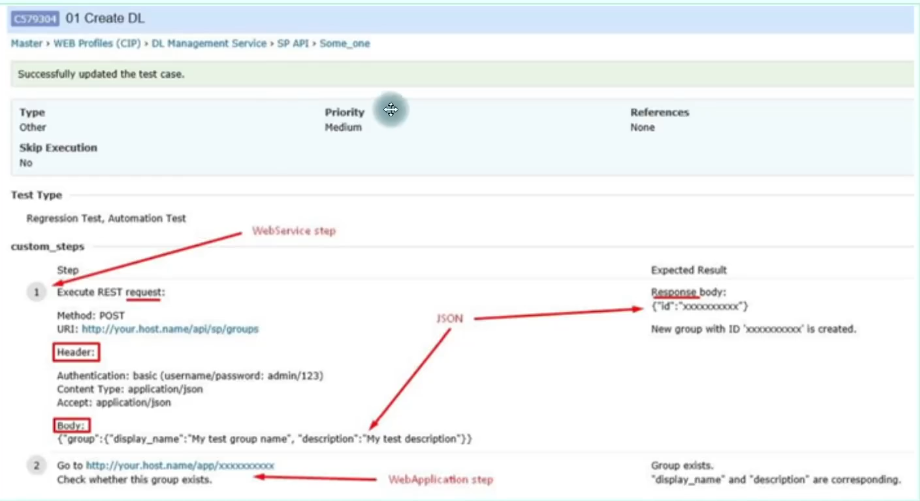 C579304 01 Create DL
Master > WEB Profiles (CIP) > DL Management Service > SP API > Some_one
Successfully updated the test case.
Type Priority References
Other Medium None
Skip Execution
No
Test Type
Regression Test, Automation Test
WebService step
custom_steps
Step Expected Result
1 Execute REST request: Response body:
{"id":"xxxxxxxxxx"}
Method: POST
JSON
URI: http://your.host.name/api/sp/groups New group with ID 'xxxxxxxxxx' is created.
Header:
Authentication: basic (username/password: admin/123)
Content Type: application/json
Accept: application/json
Body:
{"group":{"display_name":"My test group name", "description":"My test description"}}
2 Go to http://your.host.name/app/xxxxxxxxxx Group exists.
Check whether this group exists. WebApplication step "display_name" and "description" are corresponding.